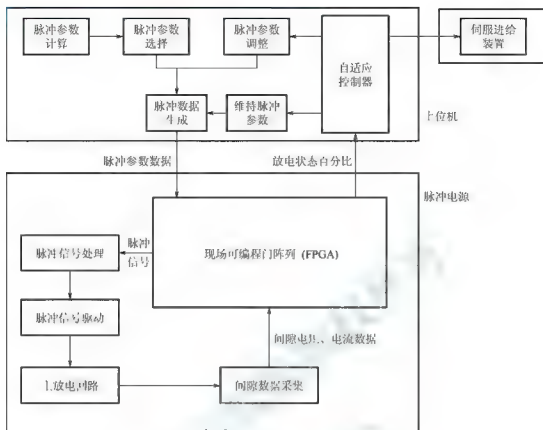 脉冲参数
计算
脉冲参数
选择
脉冲参数
调整
自适应
控制器
伺服进给
装置
脉冲数据
生成
维持脉冲
参数
上位机
脉冲参数数据
放电状态百分比
脉冲电源
脉冲信号处理
脉冲
信号
现场可编程门阵列 (FPGA)
脉冲信号驱动
间隙电压、电流数据
主放电回路
间隙数据采集